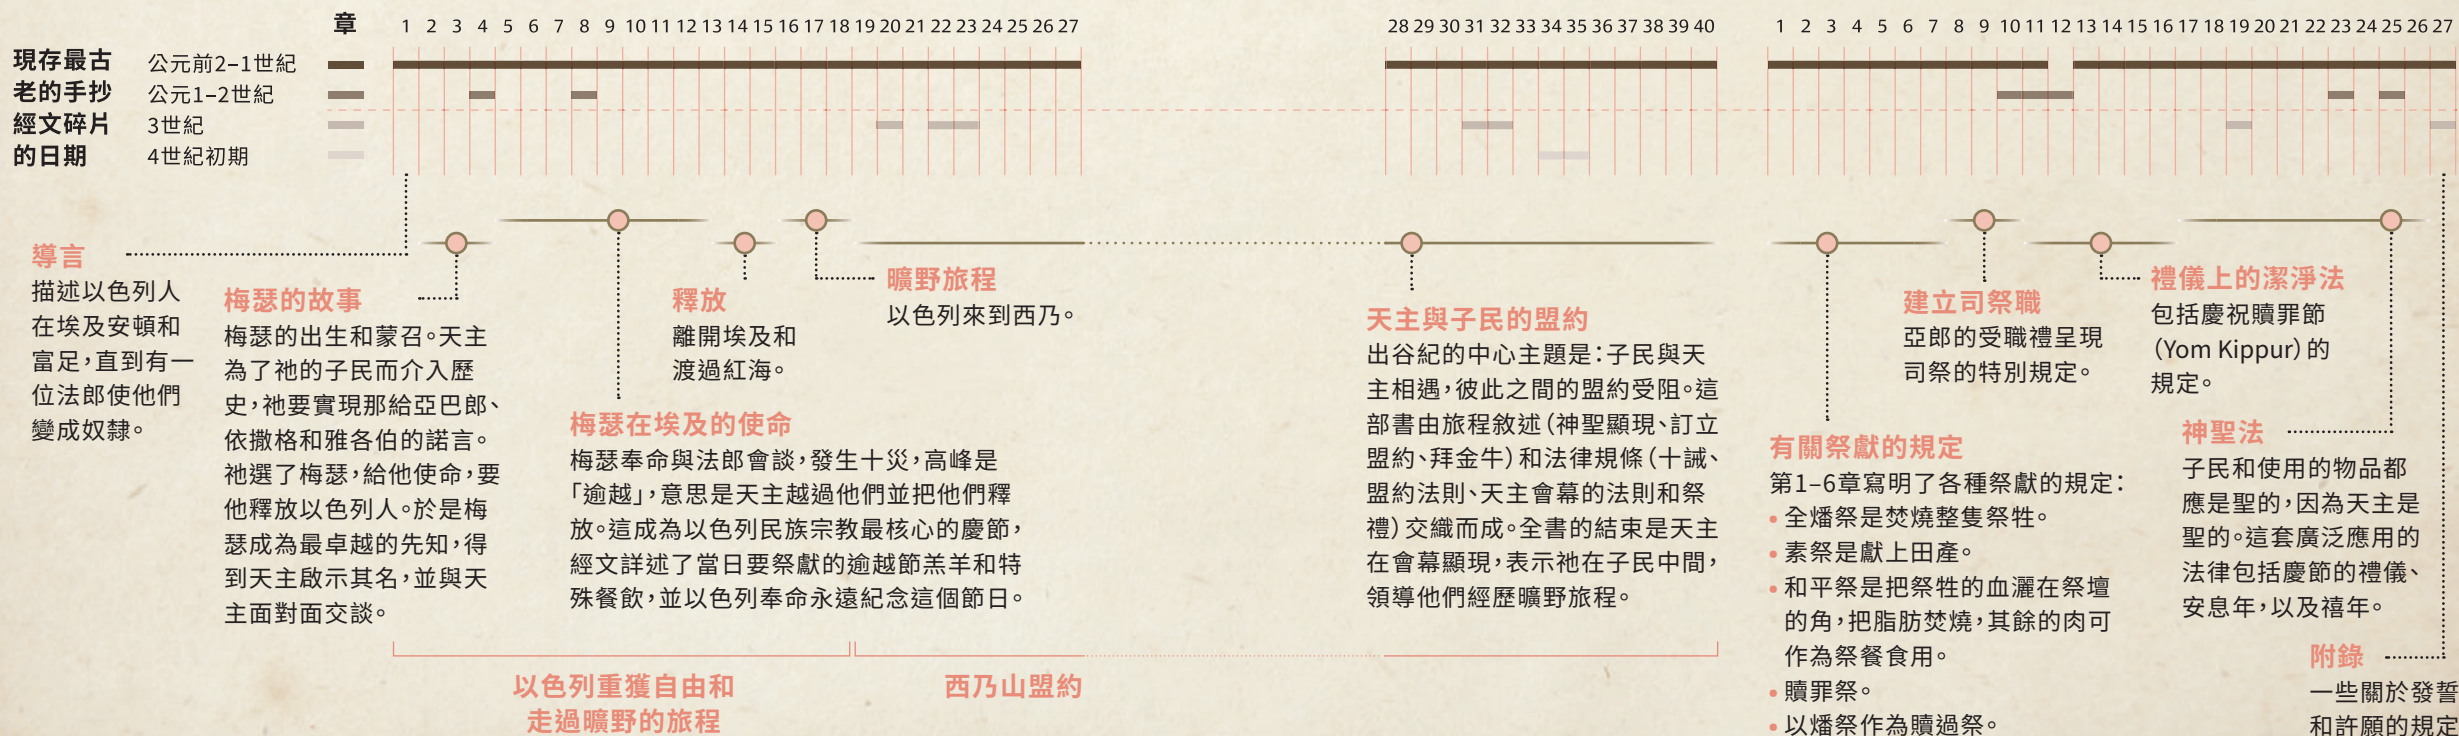 章 1 2 3 4 5 6 7 8 9 10 11 12 13 14 15 16 17 18 19 20 21 22 23 24 25 26 27 28 29 30 31 32 33 34 35 36 37 38 39 40 1 2 3 4 5 6 7 8 9 10 11 12 13 14 15 16 17 18 19 20 21 22 23 24 25 26 27
現存最古
老的手抄
經文碎片
的日期
公元前2–1世紀
公元1–2世紀
3世紀
4世紀初期
導言
描述以色列人
在埃及安頓和
富足，直到有一
位法郎使他們
變成奴隸。
梅瑟的故事
梅瑟的出生和蒙召。天主
為了祂的子民而介入歷
史，祂要實現那給亞巴郎、
依撒格和雅各伯的諾言。
祂選了梅瑟，給他使命，要
他釋放以色列人。於是梅
瑟成為最卓越的先知，得
到天主啟示其名，並與天
主面對面交談。
梅瑟在埃及的使命
梅瑟奉命與法郎會談，發生十災，高峰是
「逾越」，意思是天主越過他們並把他們釋
放。這成為以色列民族宗教最核心的慶節，
經文詳述了當日要祭獻的逾越節羔羊和特
殊餐飲，並以色列奉命永遠紀念這個節日。
釋放
離開埃及和
渡過紅海。
曠野旅程
以色列來到西乃。
天主與子民的盟約
出谷紀的中心主題是：子民與天
主相遇，彼此之間的盟約受阻。這
部書由旅程敘述（神聖顯現、訂立
盟約、拜金牛）和法律規條（十誡、
盟約法則、天主會幕的法則和祭
禮）交織而成。全書的結束是天主
在會幕顯現，表示祂在子民中間，
領導他們經歷曠野旅程。
以色列重獲自由和
走過曠野的旅程
西乃山盟約
有關祭獻的規定
第1–6章寫明了各種祭獻的規定：
• 全燔祭是焚燒整隻祭牲。
• 素祭是獻上田產。
• 和平祭是把祭牲的血灑在祭壇
的角，把脂肪焚燒，其餘的肉可
作為祭餐食用。
• 贖罪祭。
• 以燔祭作為贖過祭。
建立司祭職
亞郎的受職禮呈現
司祭的特別規定。
禮儀上的潔淨法
包括慶祝贖罪節
（Yom Kippur）的
規定。
神聖法
子民和使用的物品都
應是聖的，因為天主是
聖的。這套廣泛應用的
法律包括慶節的禮儀、
安息年，以及禧年。
附錄
一些關於發誓
和許願的規定